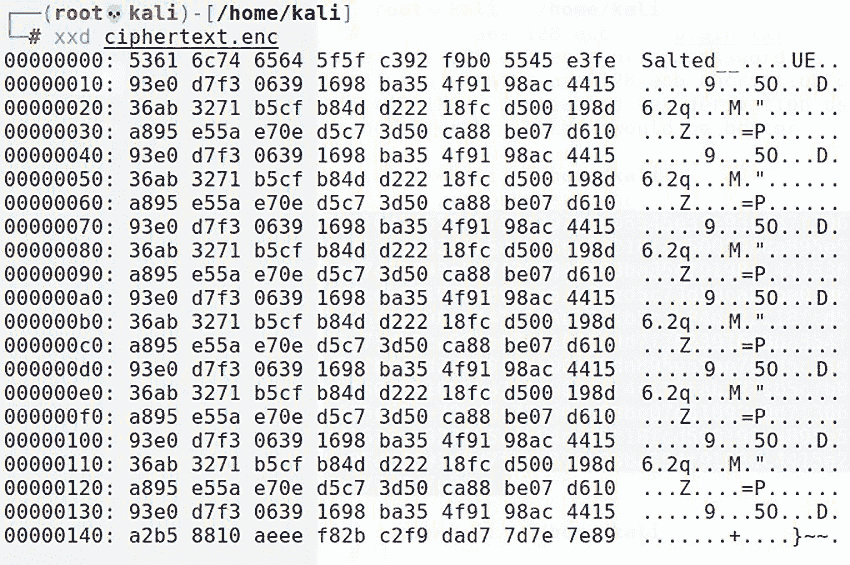 ┌──(root💀kali)-[/home/kali]
└─# xxd ciphertext.enc
00000000: 5361 6c74 6564 5f5f c392 f9b0 5545 e3fe  Salted__....UE..
00000010: 93e0 d7f3 0639 1698 ba35 4f91 98ac 4415  .....9...5O...D.
00000020: 36ab 3271 b5cf b84d d222 18fc d500 198d  6.2q...M."......
00000030: a895 e55a e70e d5c7 3d50 ca88 be07 d610  ...Z....=P......
00000040: 93e0 d7f3 0639 1698 ba35 4f91 98ac 4415  .....9...5O...D.
00000050: 36ab 3271 b5cf b84d d222 18fc d500 198d  6.2q...M."......
00000060: a895 e55a e70e d5c7 3d50 ca88 be07 d610  ...Z....=P......
00000070: 93e0 d7f3 0639 1698 ba35 4f91 98ac 4415  .....9...5O...D.
00000080: 36ab 3271 b5cf b84d d222 18fc d500 198d  6.2q...M."......
00000090: a895 e55a e70e d5c7 3d50 ca88 be07 d610  ...Z....=P......
000000a0: 93e0 d7f3 0639 1698 ba35 4f91 98ac 4415  .....9...5O...D.
000000b0: 36ab 3271 b5cf b84d d222 18fc d500 198d  6.2q...M."......
000000c0: a895 e55a e70e d5c7 3d50 ca88 be07 d610  ...Z....=P......
000000d0: 93e0 d7f3 0639 1698 ba35 4f91 98ac 4415  .....9...5O...D.
000000e0: 36ab 3271 b5cf b84d d222 18fc d500 198d  6.2q...M."......
000000f0: a895 e55a e70e d5c7 3d50 ca88 be07 d610  ...Z....=P......
00000100: 93e0 d7f3 0639 1698 ba35 4f91 98ac 4415  .....9...5O...D.
00000110: 36ab 3271 b5cf b84d d222 18fc d500 198d  6.2q...M."......
00000120: a895 e55a e70e d5c7 3d50 ca88 be07 d610  ...Z....=P......
00000130: 93e0 d7f3 0639 1698 ba35 4f91 98ac 4415  .....9...5O...D.
00000140: a2b5 8810 aeee f82b c2f9 dad7 7d7e 7e89  .......+....}~~.